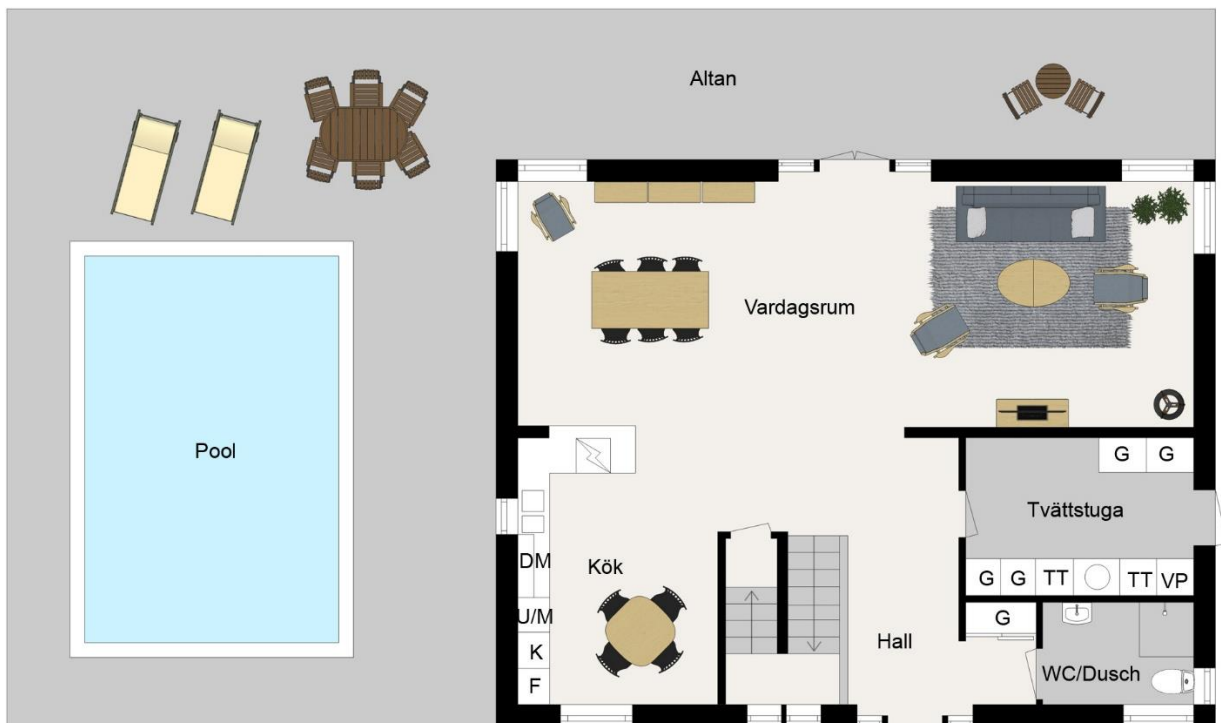 Altan
Vardagsrum
Pool
G G
Tvättstuga
DM
Kök
G G TT TT VP
U/M
G
K
Hall
WC/Dusch
F